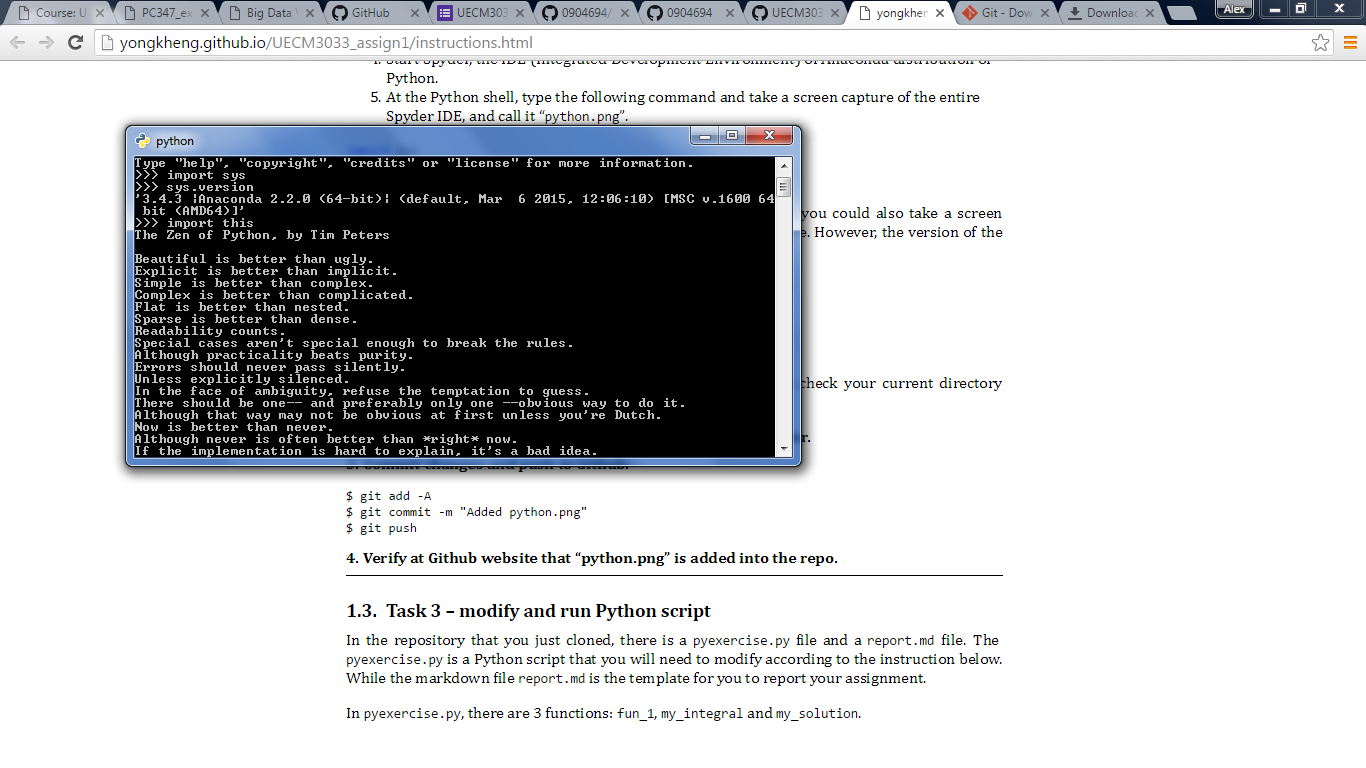 Course: U
PC347_ex
Big Data
GitHub
UECM303
0904694/
0904694
UECM303
yongkhen
Git - Dow
Downloac
Alex
yongkheng.github.io/UECM3033_assign1/instructions.html
Start Spyder, the IDE (Integrated Development Environment) of Anaconda distribution of
Python.
5. At the Python shell, type the following command and take a screen capture of the entire
Spyder IDE, and call it “python.png”.
python
Type "help", "copyright", "credits" or "license" for more information.
>>> import sys
>>> sys.version
'3.4.3 |Anaconda 2.2.0 (64-bit)| (default, Mar  6 2015, 12:06:10) [MSC v.1600 64
bit (AMD64)]'
>>> import this
The Zen of Python, by Tim Peters
Beautiful is better than ugly.
Explicit is better than implicit.
Simple is better than complex.
Complex is better than complicated.
Flat is better than nested.
Sparse is better than dense.
Readability counts.
Special cases aren't special enough to break the rules.
Although practicality beats purity.
Errors should never pass silently.
Unless explicitly silenced.
In the face of ambiguity, refuse the temptation to guess.
There should be one-- and preferably only one --obvious way to do it.
Although that way may not be obvious at first unless you're Dutch.
Now is better than never.
Although never is often better than *right* now.
If the implementation is hard to explain, it's a bad idea.
you could also take a screen
e. However, the version of the
check your current directory
r.
3. Commit changes and push to GitHub.
$ git add -A
$ git commit -m "Added python.png"
$ git push
4. Verify at Github website that “python.png” is added into the repo.
1.3. Task 3 – modify and run Python script
In the repository that you just cloned, there is a pyexercise.py file and a report.md file. The
pyexercise.py is a Python script that you will need to modify according to the instruction below.
While the markdown file report.md is the template for you to report your assignment.
In pyexercise.py, there are 3 functions: fun_1, my_integral and my_solution.